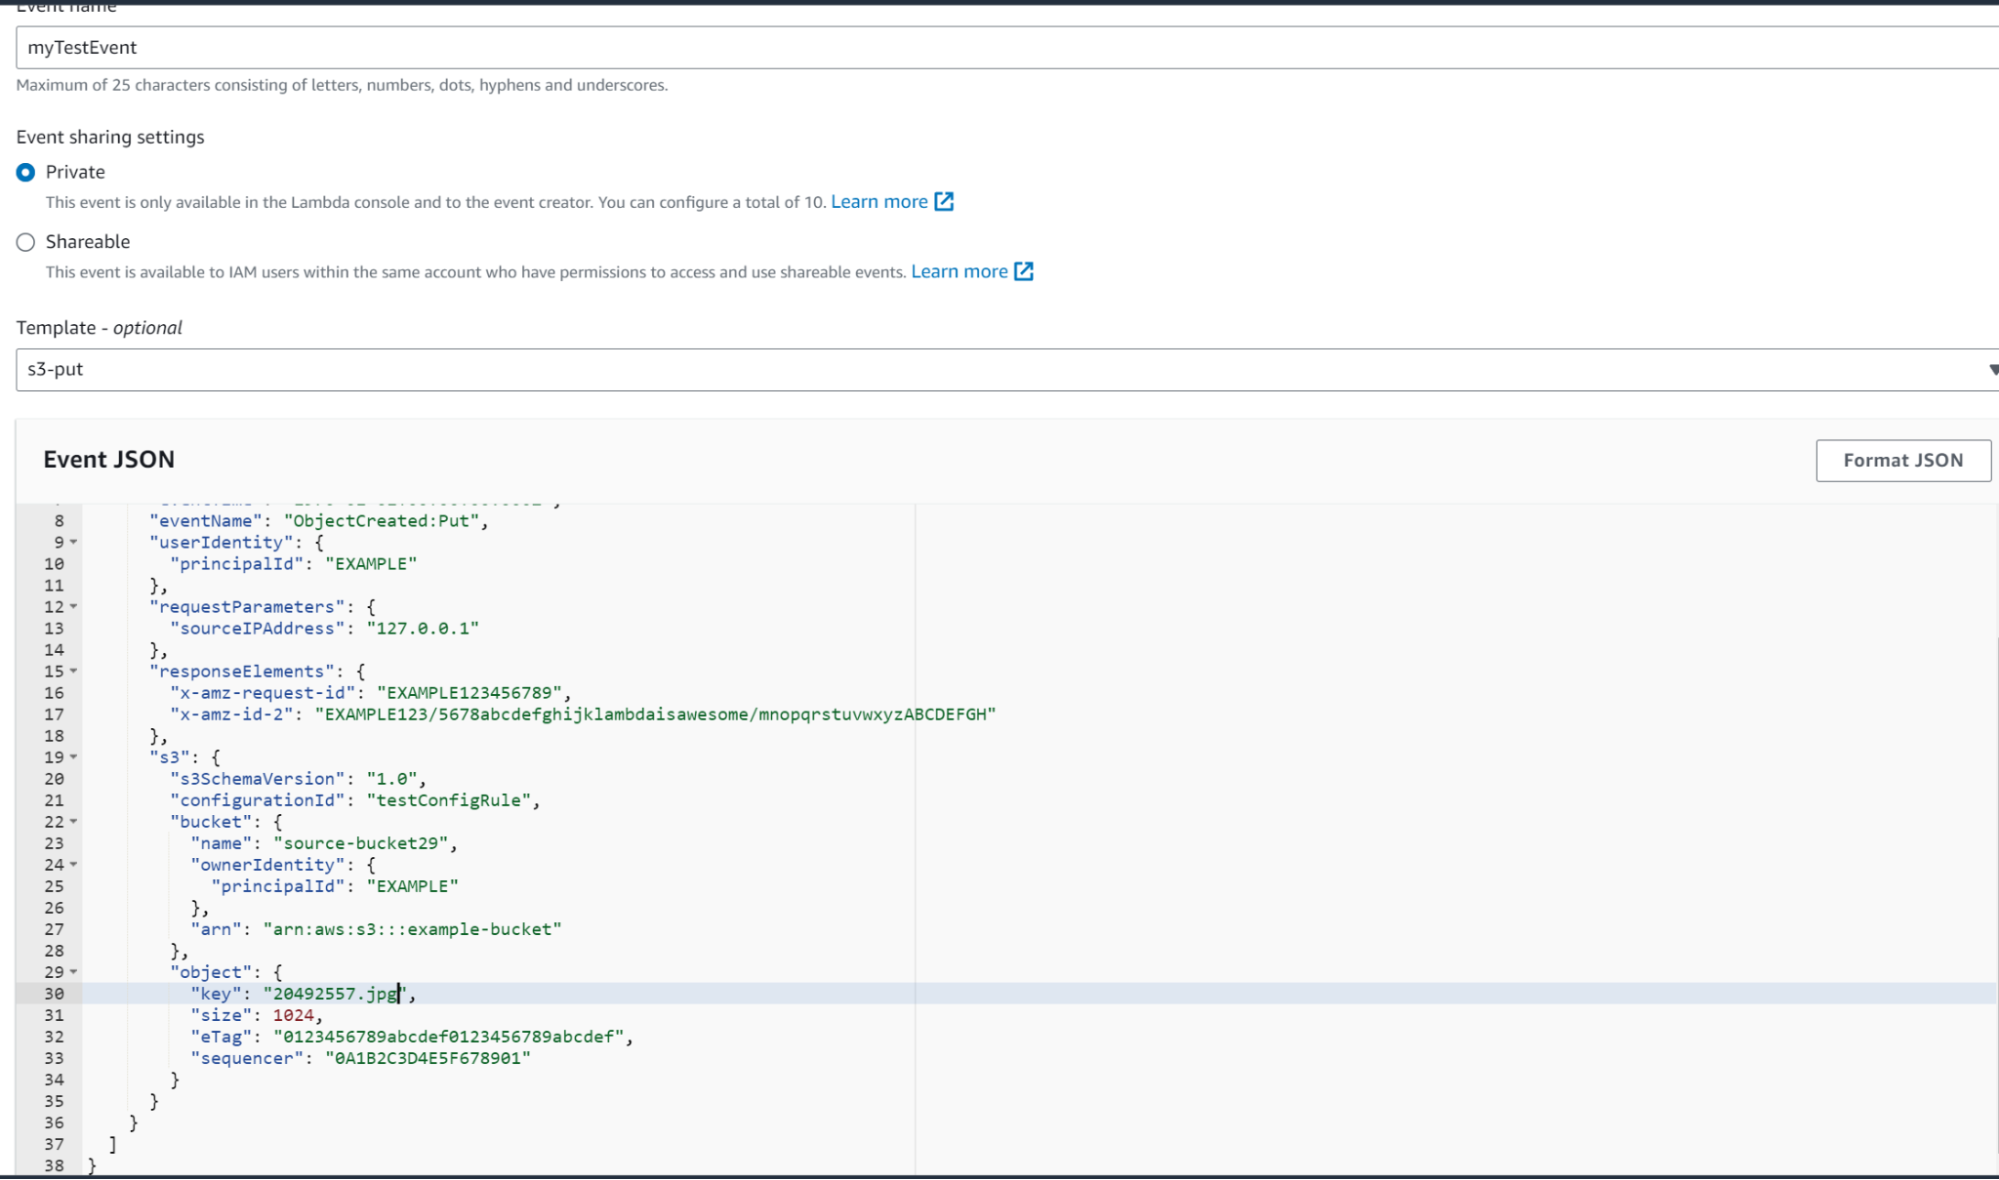 Event name
myTestEvent
Maximum of 25 characters consisting of letters, numbers, dots, hyphens and underscores.
Event sharing settings
Private
This event is only available in the Lambda console and to the event creator. You can configure a total of 10. Learn more
Shareable
This event is available to IAM users within the same account who have permissions to access and use shareable events. Learn more
Template - optional
s3-put
Event JSON
Format JSON
8 "eventName": "ObjectCreated:Put",
9 "userIdentity": {
10 "principalId": "EXAMPLE"
11 },
12 "requestParameters": {
13 "sourceIPAddress": "127.0.0.1"
14 },
15 "responseElements": {
16 "x-amz-request-id": "EXAMPLE123456789",
17 "x-amz-id-2": "EXAMPLE123/5678abcdefghijklambdaisawesome/mnopqrstuvwxyzABCDEFGH"
18 },
19 "s3": {
20 "s3SchemaVersion": "1.0",
21 "configurationId": "testConfigRule",
22 "bucket": {
23 "name": "source-bucket29",
24 "ownerIdentity": {
25 "principalId": "EXAMPLE"
26 },
27 "arn": "arn:aws:s3:::example-bucket"
28 },
29 "object": {
30 "key": "20492557.jpg",
31 "size": 1024,
32 "eTag": "0123456789abcdef0123456789abcdef",
33 "sequencer": "0A1B2C3D4E5F678901"
34 }
35 }
36 }
37 ]
38 }